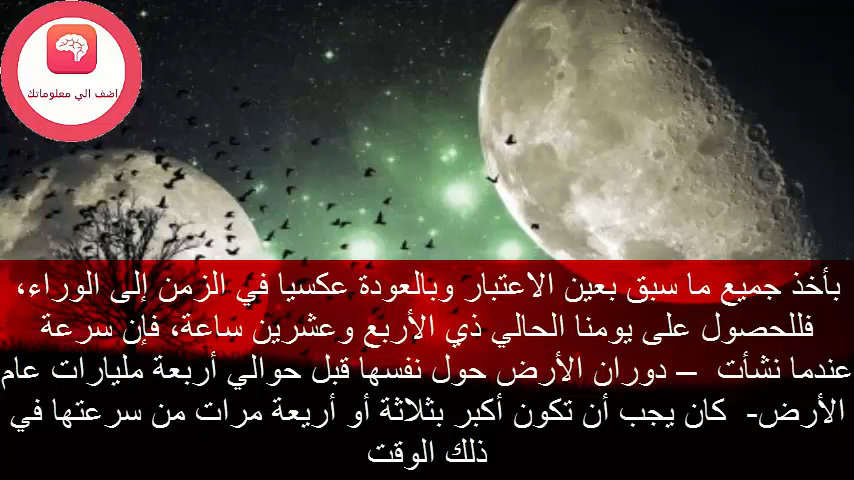 اضف الي معلوماتك
بأخذ جميع ما سبق بعين الاعتبار وبالعودة عكسيا في الزمن إلى الوراء،
فللحصول على يومنا الحالي ذي الأربع وعشرين ساعة، فإن سرعة
عندما نشأت – دوران الأرض حول نفسها قبل حوالي أربعة مليارات عام
الأرض- كان يجب أن تكون أكبر بثلاثة أو أريعة مرات من سرعتها في
ذلك الوقت